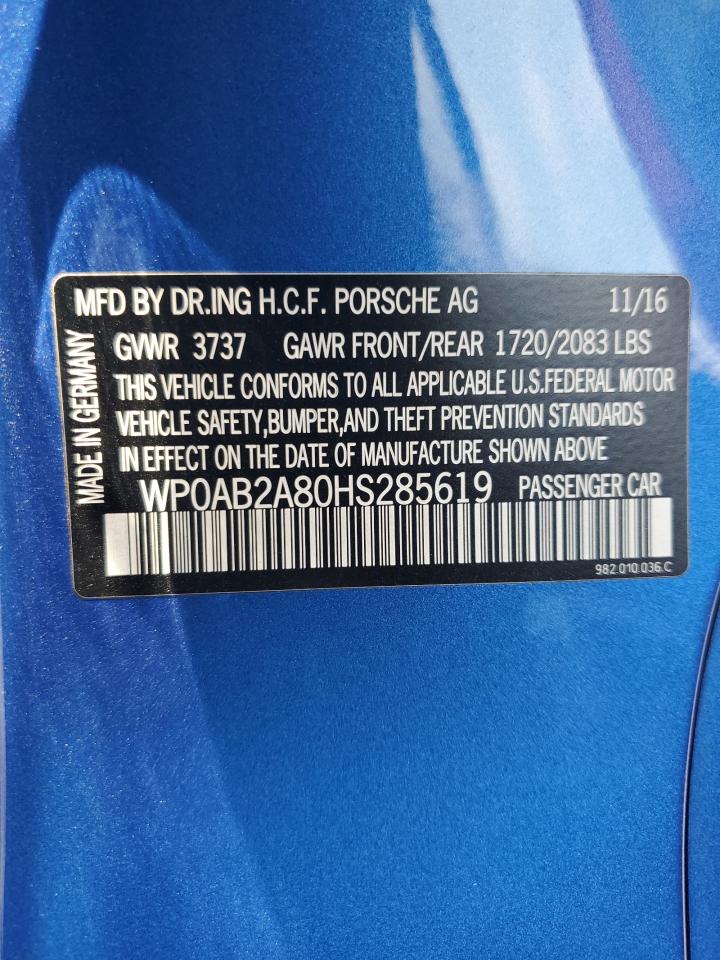 MFD BY DR.ING H.C.F. PORSCHE AG 11/16
GVWR 3737 GAWR FRONT/REAR 1720/2083 LBS
THIS VEHICLE CONFORMS TO ALL APPLICABLE U.S.FEDERAL MOTOR
VEHICLE SAFETY,BUMPER,AND THEFT PREVENTION STANDARDS
IN EFFECT ON THE DATE OF MANUFACTURE SHOWN ABOVE
WP0AB2A80HS285619 PASSENGER CAR
982.010.036.C
MADE IN GERMANY